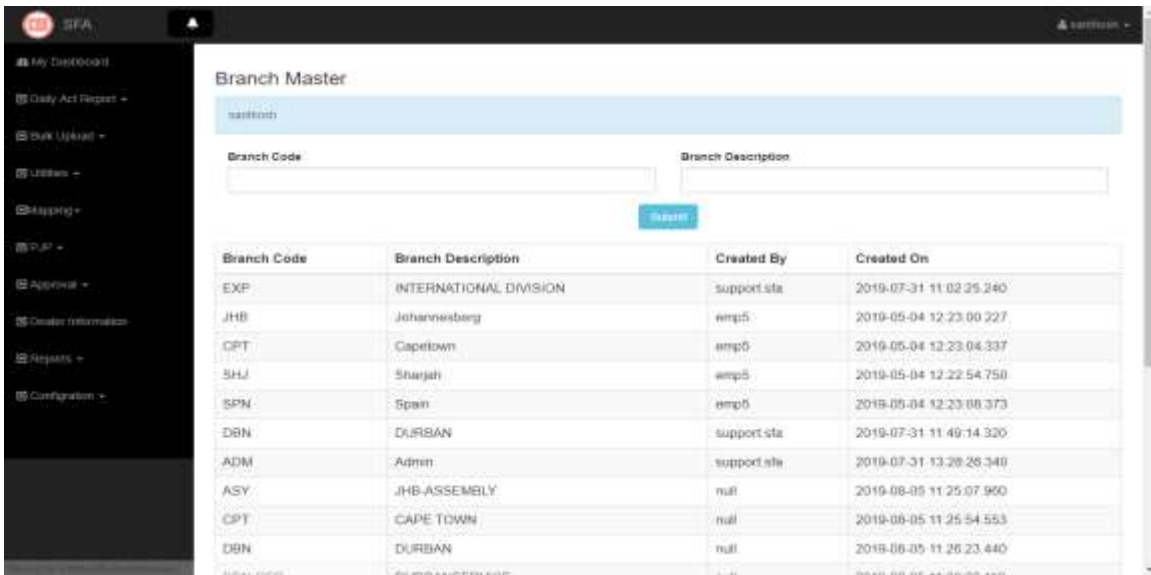 SFA
santhosh
My Dashboard
Daily Act Report
Bulk Upload
Utilities
Mapping
PJP
Approval
Dealer Information
Reports
Configration
Branch Master
santhosh
Branch Code Branch Description
Submit
Branch Code Branch Description Created By Created On
EXP INTERNATIONAL DIVISION support.sfa 2019-07-31 11:02:25.240
JHB Johannesberg emp5 2019-05-04 12:23:00.227
CPT Capetown emp5 2019-05-04 12:23:04.337
SHJ Sharjah emp5 2019-05-04 12:22:54.750
SPN Spain emp5 2019-05-04 12:23:08.373
DBN DURBAN support.sfa 2019-07-31 11:49:14.320
ADM Admin support.sfa 2019-07-31 13:28:26.340
ASY JHB-ASSEMBLY null 2019-08-05 11:25:07.960
CPT CAPE TOWN null 2019-08-05 11:25:54.553
DBN DURBAN null 2019-08-05 11:26:23.440